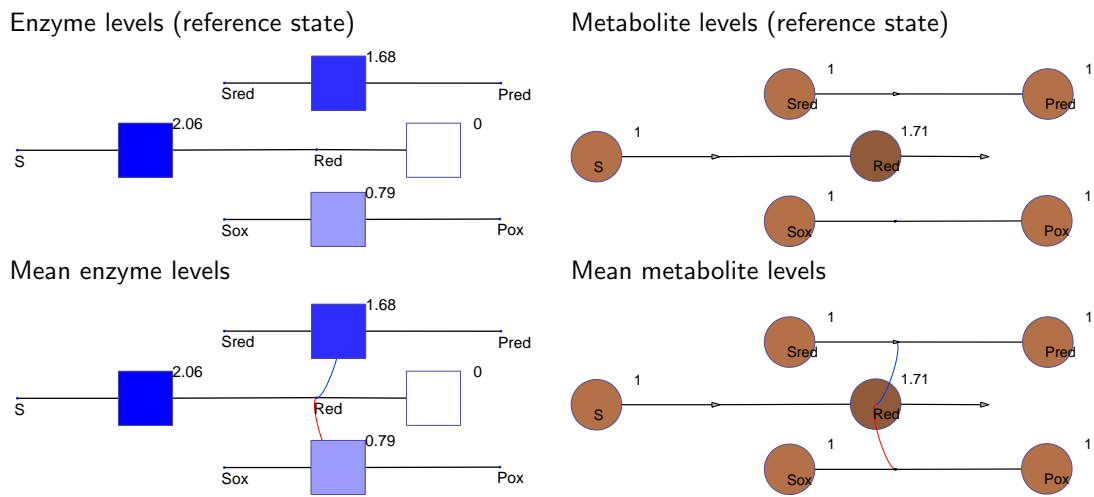 Enzyme levels (reference state)
1.68
Sred
Pred
2.06
0
S
Red
0.79
Sox
Pox
Metabolite levels (reference state)
1
1
Sred
Pred
1
1.71
S
Red
1
1
Sox
Pox
Mean enzyme levels
1.68
Sred
Pred
2.06
0
S
Red
0.79
Sox
Pox
Mean metabolite levels
1
1
Sred
Pred
1
1.71
S
Red
1
1
Sox
Pox